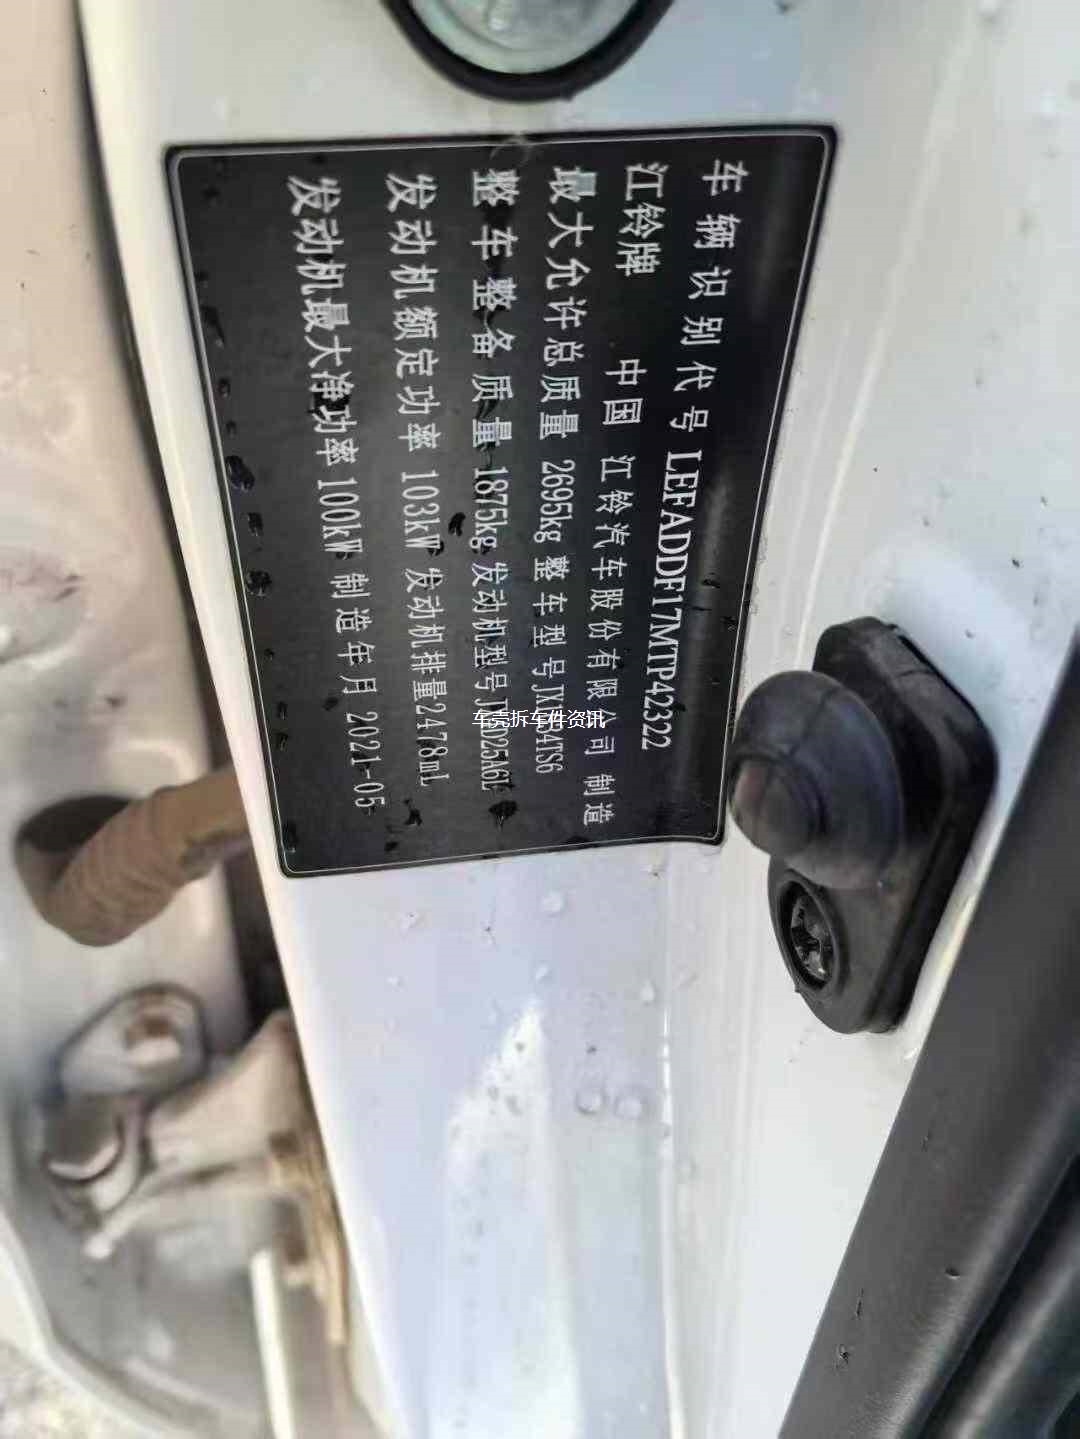 车辆识别代号 LEFADDF17MTP42322
江铃牌 中国 江铃汽车股份有限公司 制造
最大允许总质量 2695kg 整车型号
整车整备质量 1875kg 发动机型号
发动机额定功率 103kW 发动机排量2478mL
发动机最大净功率 100kW 制造年月 2021-05
车壳拆车件资讯